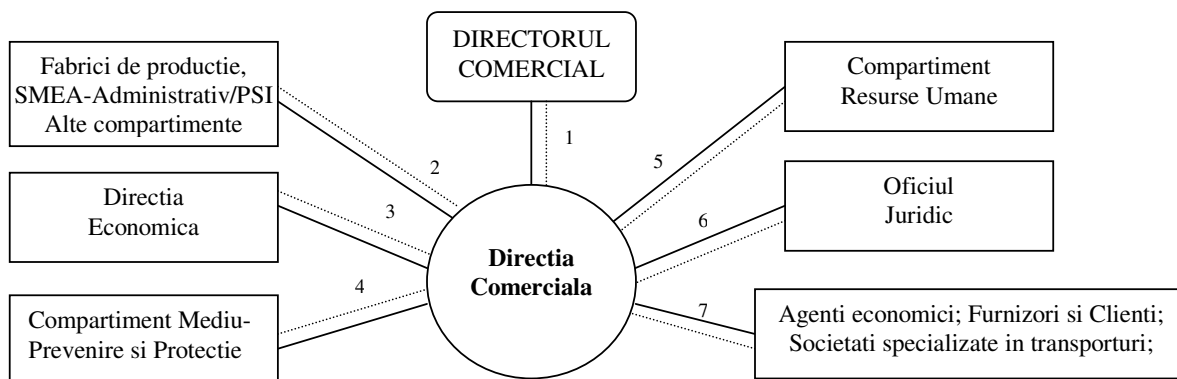 DIRECTORUL
COMERCIAL
Fabrici de productie,
SMEA-Administrativ/PSI
Alte compartimente
Compartiment
Resurse Umane
1
2
5
Directia
Economica
3
6
Oficiul
Juridic
Directia
Comerciala
4
7
Compartiment Mediu-
Prevenire si Protectie
Agenti economici; Furnizori si Clienti;
Societati specializate in transporturi;